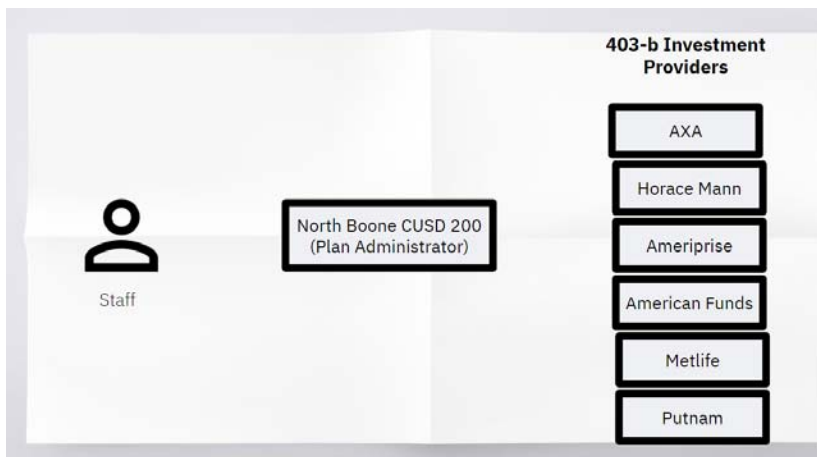 403-b Investment
Providers
AXA
Horace Mann
North Boone CUSD 200
(Plan Administrator)
Ameriprise
Staff
American Funds
Metlife
Putnam